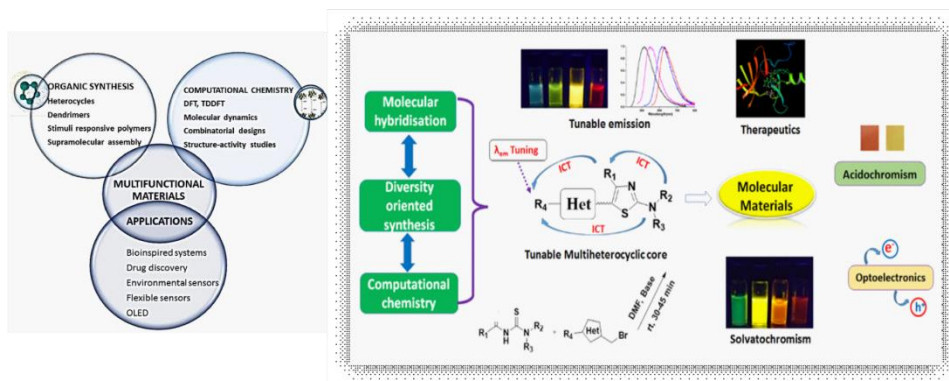 ORGANIC SYNTHESIS
Heterocycles
Dendrimers
Stimuli responsive polymers
Supramolecular assembly
COMPUTATIONAL CHEMISTRY
DFT, TDDFT
Molecular dynamics
Combinatorial designs
Structure-activity studies
MULTIFUNCTIONAL
MATERIALS
APPLICATIONS
Bioinspired systems
Drug discovery
Environmental sensors
Flexible sensors
OLED
Molecular
hybridisation
Diversity
oriented
synthesis
Computational
chemistry
Tunable emission
λem Tuning
ICT
ICT
R1
N
R2
R4
Het
S
N
R3
ICT
Tunable Multiheterocyclic core
DMF, Base
rt. 30-45 min
S
R1
N
H
N
R2
R3
R4
Het
Br
Therapeutics
Molecular
Materials
Solvatochromism
Acidochromism
e-
Optoelectronics
h+